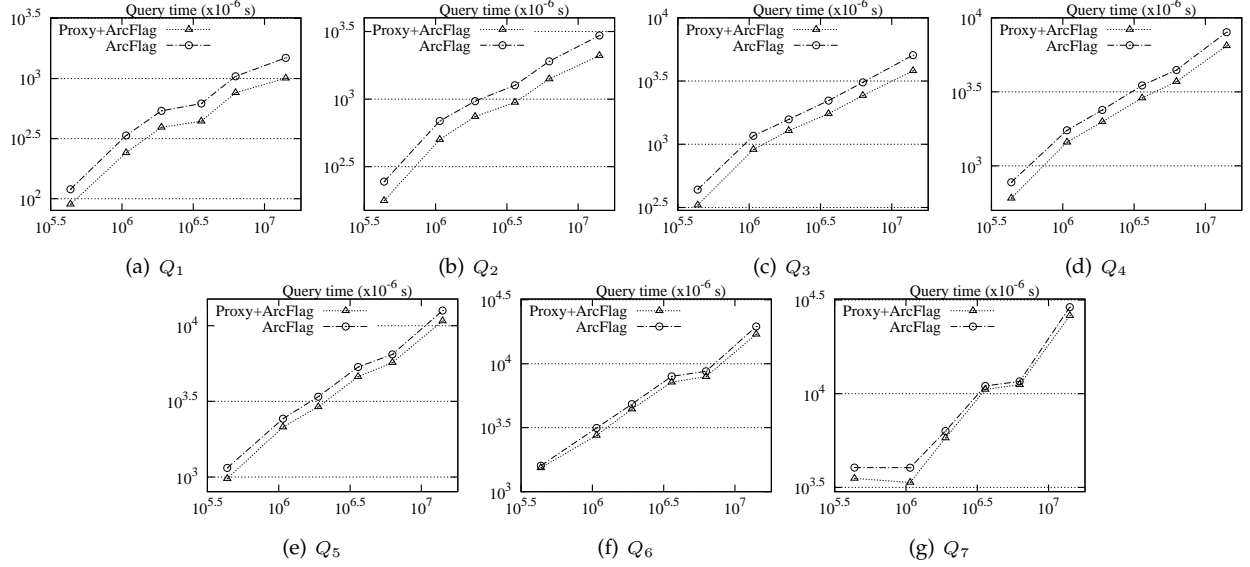 Query time (x10⁻⁶ s)
Proxy+ArcFlag
ArcFlag
10^3.5
10^3
10^2.5
10^2
10^5.5 10^6 10^6.5 10^7
(a) Q₁
Query time (x10⁻⁶ s)
Proxy+ArcFlag
ArcFlag
10^3.5
10^3
10^2.5
10^5.5 10^6 10^6.5 10^7
(b) Q₂
Query time (x10⁻⁶ s)
Proxy+ArcFlag
ArcFlag
10^4
10^3.5
10^3
10^2.5
10^5.5 10^6 10^6.5 10^7
(c) Q₃
Query time (x10⁻⁶ s)
Proxy+ArcFlag
ArcFlag
10^4
10^3.5
10^3
10^5.5 10^6 10^6.5 10^7
(d) Q₄
Query time (x10⁻⁶ s)
Proxy+ArcFlag
ArcFlag
10^4
10^3.5
10^3
10^5.5 10^6 10^6.5 10^7
(e) Q₅
Query time (x10⁻⁶ s)
Proxy+ArcFlag
ArcFlag
10^4.5
10^4
10^3.5
10^3
10^5.5 10^6 10^6.5 10^7
(f) Q₆
Query time (x10⁻⁶ s)
Proxy+ArcFlag
ArcFlag
10^4.5
10^4
10^3.5
10^5.5 10^6 10^6.5 10^7
(g) Q₇